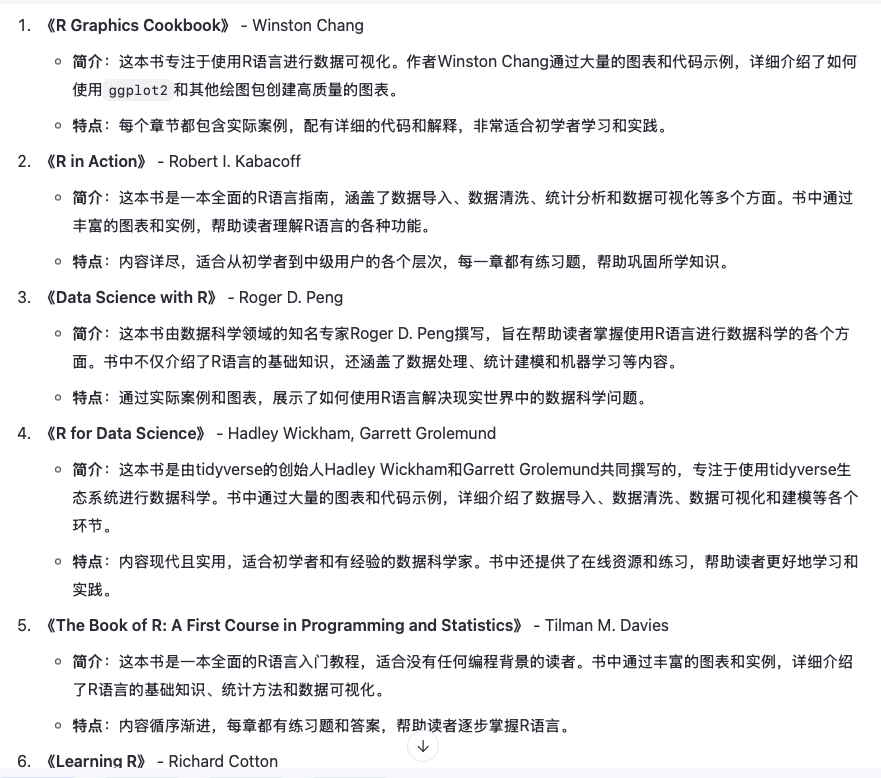 1. 《R Graphics Cookbook》 - Winston Chang
简介：这本书专注于使用R语言进行数据可视化。作者Winston Chang通过大量的图表和代码示例，详细介绍了如何
使用 ggplot2 和其他绘图包创建高质量的图表。
特点：每个章节都包含实际案例，配有详细的代码和解释，非常适合初学者学习和实践。
2. 《R in Action》 - Robert I. Kabacoff
简介：这本书是一本全面的R语言指南，涵盖了数据导入、数据清洗、统计分析和数据可视化等多个方面。书中通过
丰富的图表和实例，帮助读者理解R语言的各种功能。
特点：内容详尽，适合从初学者到中级用户的各个层次，每一章都有练习题，帮助巩固所学知识。
3. 《Data Science with R》 - Roger D. Peng
简介：这本书由数据科学领域的知名专家Roger D. Peng撰写，旨在帮助读者掌握使用R语言进行数据科学的各个方
面。书中不仅介绍了R语言的基础知识，还涵盖了数据处理、统计建模和机器学习等内容。
特点：通过实际案例和图表，展示了如何使用R语言解决现实世界中的数据科学问题。
4. 《R for Data Science》 - Hadley Wickham, Garrett Grolemund
简介：这本书是由tidyverse的创始人Hadley Wickham和Garrett Grolemund共同撰写的，专注于使用tidyverse生
态系统进行数据科学。书中通过大量的图表和代码示例，详细介绍了数据导入、数据清洗、数据可视化和建模等各个
环节。
特点：内容现代且实用，适合初学者和有经验的数据科学家。书中还提供了在线资源和练习，帮助读者更好地学习和
实践。
5. 《The Book of R: A First Course in Programming and Statistics》 - Tilman M. Davies
简介：这本书是一本全面的R语言入门教程，适合没有任何编程背景的读者。书中通过丰富的图表和实例，详细介绍
了R语言的基础知识、统计方法和数据可视化。
特点：内容循序渐进，每章都有练习题和答案，帮助读者逐步掌握R语言。
6. 《Learning R》 - Richard Cotton